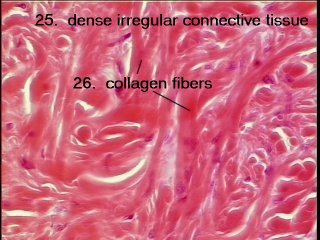 25. dense irregular connective tissue
26. collagen fibers